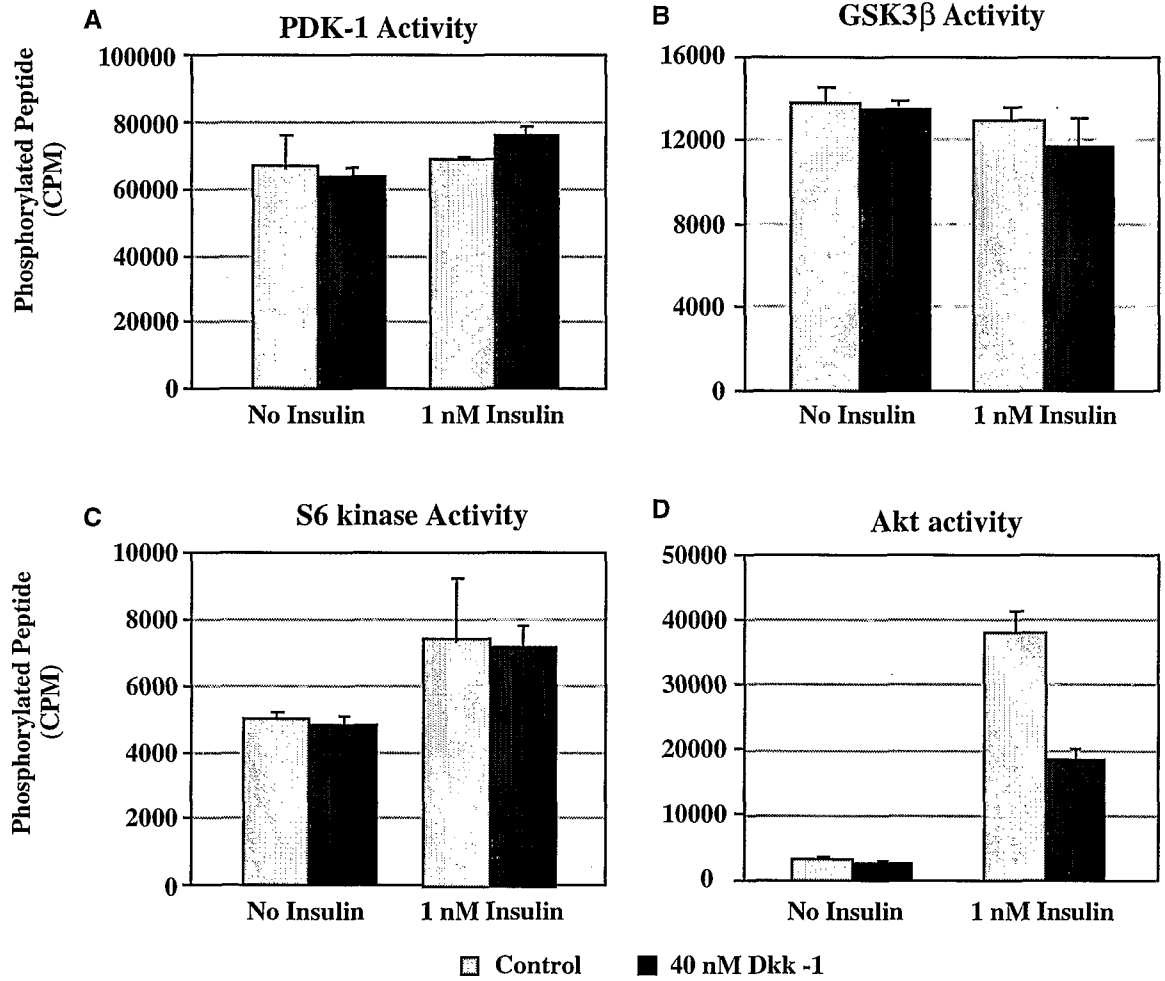 A
PDK-1 Activity
Phosphorylated Peptide
(CPM)
100000
80000
60000
40000
20000
0
No Insulin
1 nM Insulin
B
GSK3β Activity
16000
12000
8000
4000
0
No Insulin
1 nM Insulin
C
S6 kinase Activity
Phosphorylated Peptide
(CPM)
10000
8000
6000
4000
2000
0
No Insulin
1 nM Insulin
D
Akt activity
50000
40000
30000
20000
10000
0
No Insulin
1 nM Insulin
Control
40 nM Dkk -1